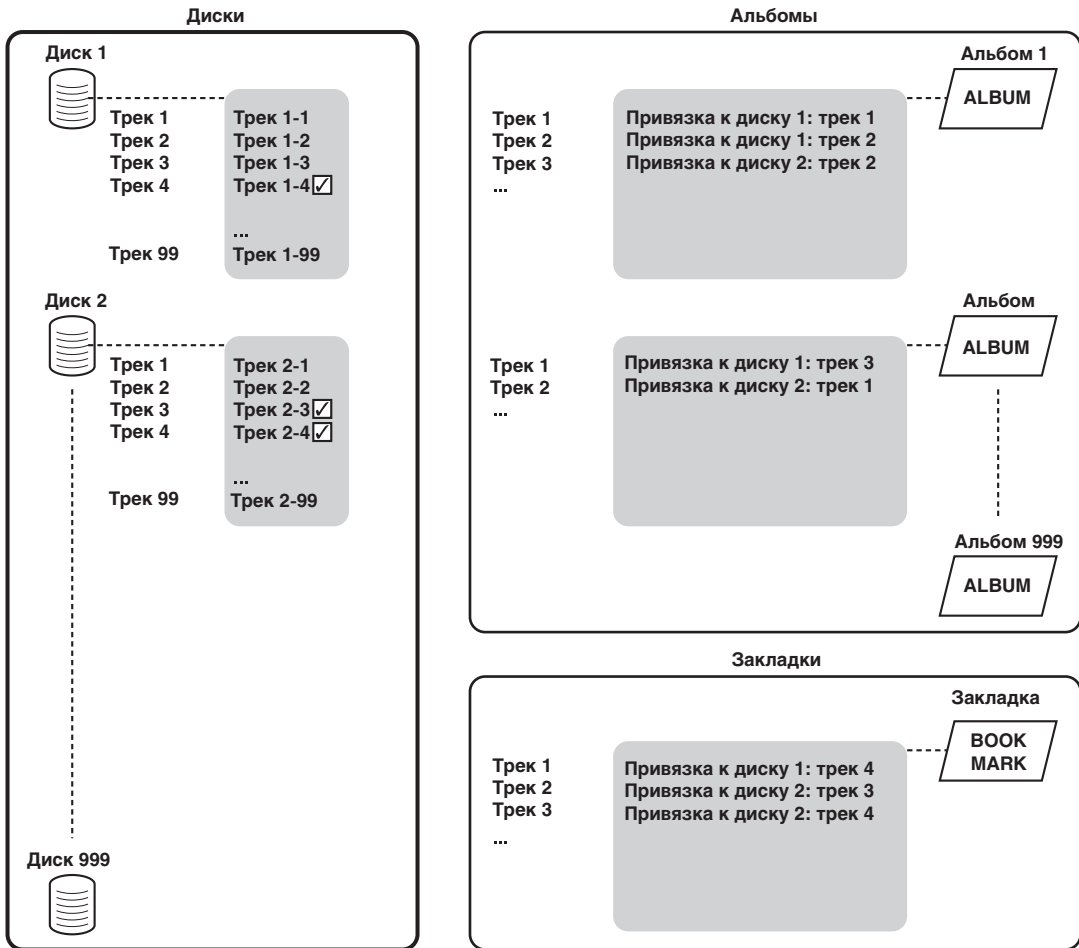 Диски
Диск 1
Трек 1 Трек 1-1
Трек 2 Трек 1-2
Трек 3 Трек 1-3
Трек 4 Трек 1-4
...
Трек 99 Трек 1-99
Диск 2
Трек 1 Трек 2-1
Трек 2 Трек 2-2
Трек 3 Трек 2-3
Трек 4 Трек 2-4
...
Трек 99 Трек 2-99
Диск 999
Альбомы
Альбом 1
ALBUM
Трек 1 Привязка к диску 1: трек 1
Трек 2 Привязка к диску 1: трек 2
Трек 3 Привязка к диску 2: трек 2
...
Альбом
ALBUM
Трек 1 Привязка к диску 1: трек 3
Трек 2 Привязка к диску 2: трек 1
...
Альбом 999
ALBUM
Закладки
Закладка
BOOK
MARK
Трек 1 Привязка к диску 1: трек 4
Трек 2 Привязка к диску 2: трек 3
Трек 3 Привязка к диску 2: трек 4
...